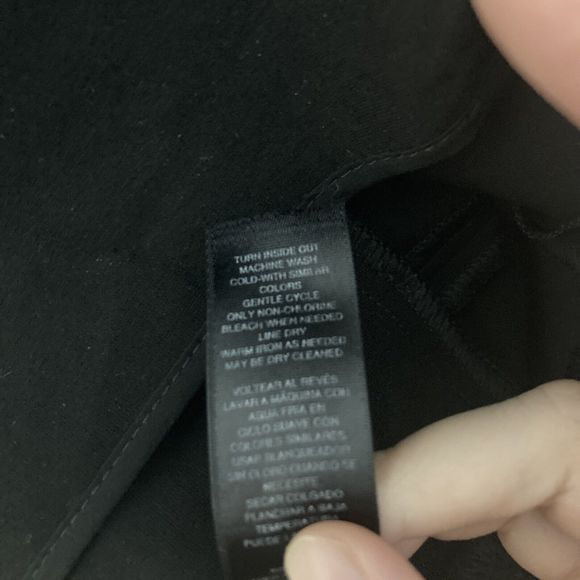 TURN INSIDE OUT
MACHINE WASH
COLD-WITH SIMILAR
COLORS
GENTLE CYCLE
ONLY NON-CHLORINE
BLEACH WHEN NEEDED
LINE DRY
WARM IRON AS NEEDED
MAY BE DRY CLEANED
VOLTEAR AL REVÉS
LAVAR A MÁQUINA CON
AGUA FRIA EN
CICLO SUAVE CON
COLORES SIMILARES
USAR BLANQUEADOR
SIN CLORO CUANDO SE
NECESITE
SECAR COLGADO
PLANCHAR A BAJA
TEMPERATURA
PUEDE